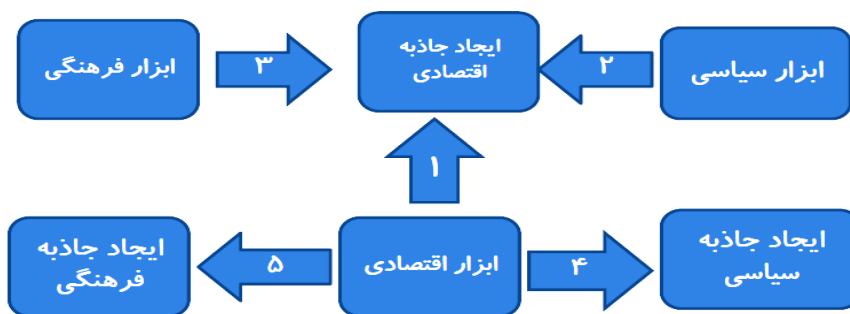 ابزار سیاسی
۲
ایجاد جاذبه
اقتصادی
۳
ابزار فرهنگی
۱
ایجاد جاذبه
سیاسی
۴
ابزار اقتصادی
۵
ایجاد جاذبه
فرهنگی